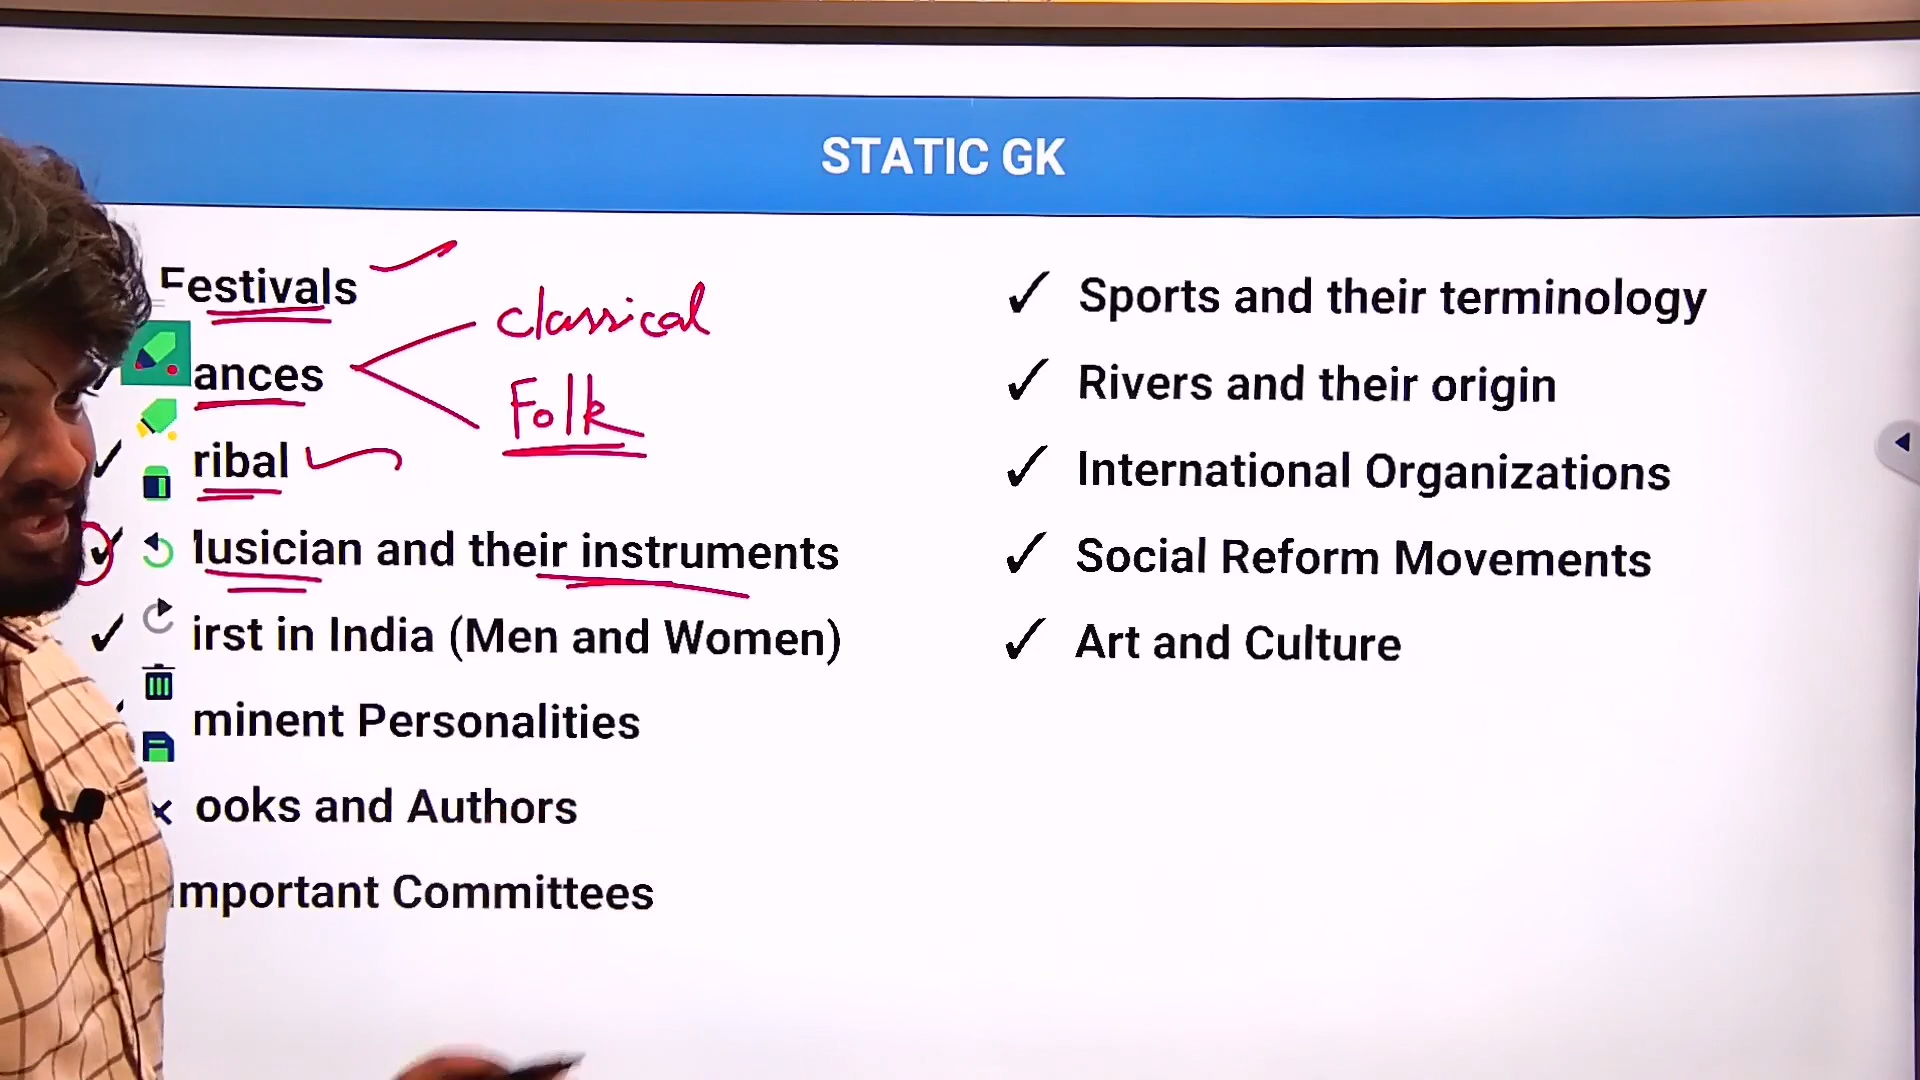 STATIC GK
Festivals
classical
ances
Folk
ribal
usician and their instruments
irst in India (Men and Women)
minent Personalities
ooks and Authors
mportant Committees
Sports and their terminology
Rivers and their origin
International Organizations
Social Reform Movements
Art and Culture